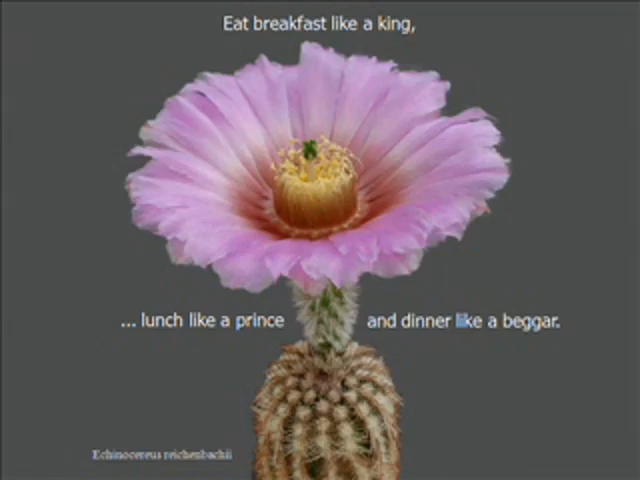 Eat breakfast like a king,
... lunch like a prince
and dinner like a beggar.
Echinocereus reichenbachii